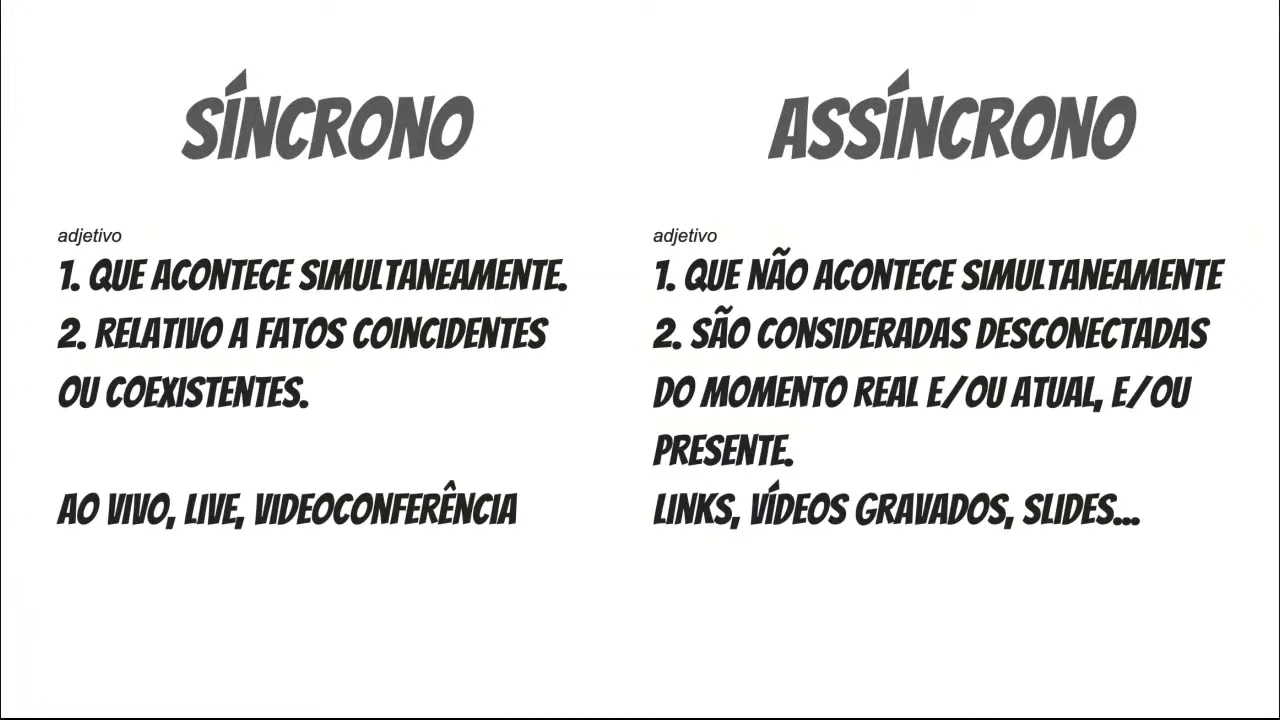 SÍNCRONO
adjetivo
1. QUE ACONTECE SIMULTANEAMENTE.
2. RELATIVO A FATOS COINCIDENTES
OU COEXISTENTES.
AO VIVO, LIVE, VIDEOCONFERÊNCIA
ASSÍNCRONO
adjetivo
1. QUE NÃO ACONTECE SIMULTANEAMENTE
2. SÃO CONSIDERADAS DESCONECTADAS
DO MOMENTO REAL E/OU ATUAL, E/OU
PRESENTE.
LINKS, VÍDEOS GRAVADOS, SLIDES...